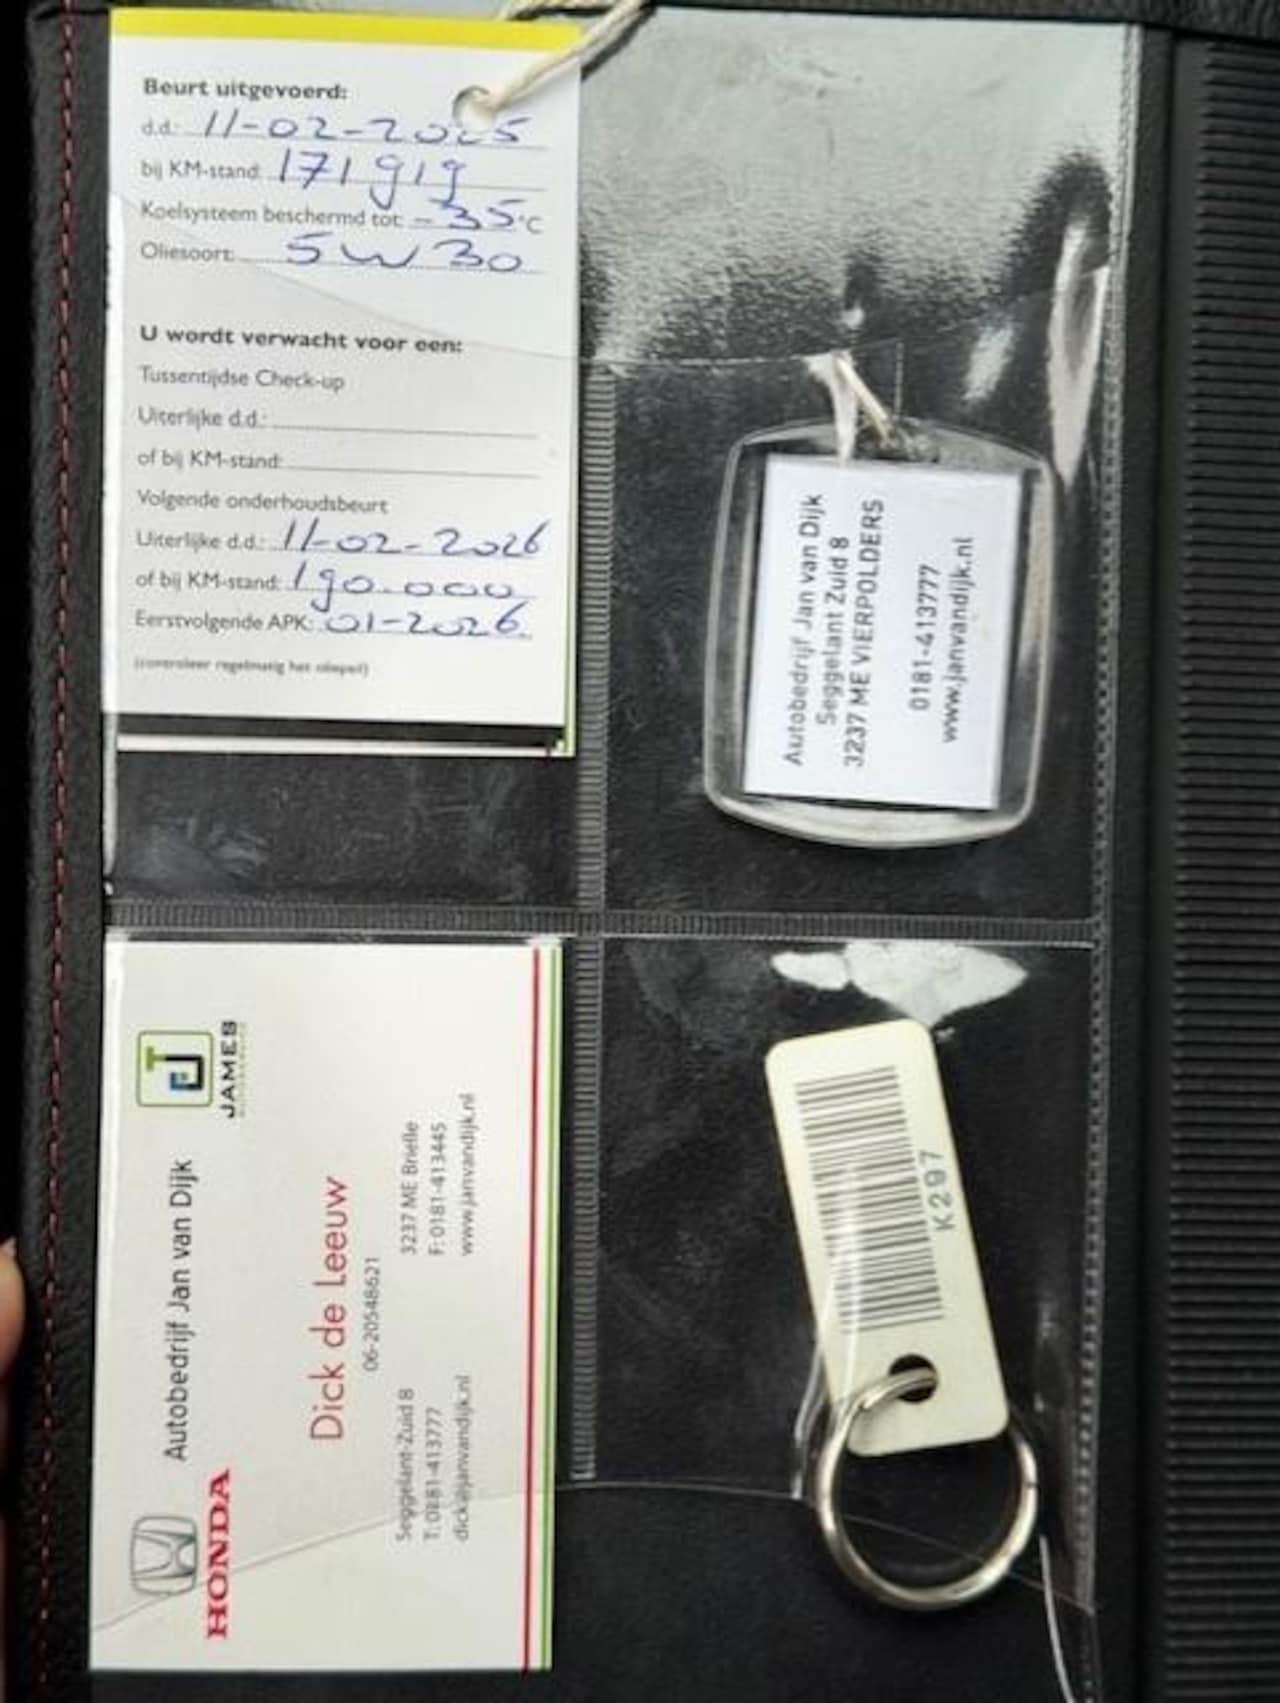 Beurt uitgevoerd:
d.d.: 11-02-2025
bij KM-stand: 171919
Koelsysteem beschermd tot: -35°C
Oliesoort: 5W30
U wordt verwacht voor een:
Tussentijdse Check-up
Uiterlijke d.d.:
of bij KM-stand:
Volgende onderhoudsbeurt
Uiterlijke d.d.: 11-02-2026
of bij KM-stand: 190.000
Eerstvolgende APK: 01-2026
(controleer regelmatig het oliepeil)
Autobedrijf Jan van Dijk
Seggelant Zuid 8
3237 ME VIERPOLDERS
0181-413777
www.janvandijk.nl
HONDA
Autobedrijf Jan van Dijk
JAMES
Dick de Leeuw
06-20548621
Seggelant-Zuid 8 3237 ME Brielle
T: 0181-413777 F: 0181-413445
dick@janvandijk.nl www.janvandijk.nl
K297